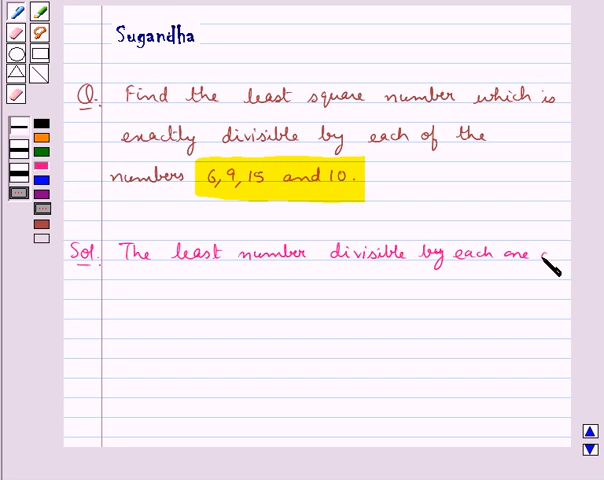 Sugandha
Q. Find the least square number which is
exactly divisible by each of the
numbers 6, 9, 15 and 10.
Sol. The least number divisible by each one